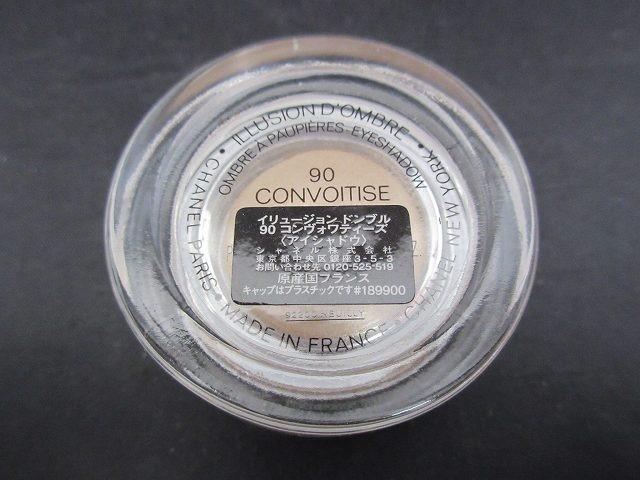 • ILLUSION D'OMBRE •
OMBRE À PAUPIÈRES-EYESHADOW
CHANEL PARIS • MADE IN FRANCE • CHANEL NEW YORK
90
CONVOITISE
イリュージョン ドンブル
90 コンヴォワティーズ
〈アイシャドウ〉
シャネル株式会社
東京都中央区銀座3-5-3
お問い合わせ先 0120-525-519
原産国フランス
キャップはプラスチックです#189900
92200 NEUILLY